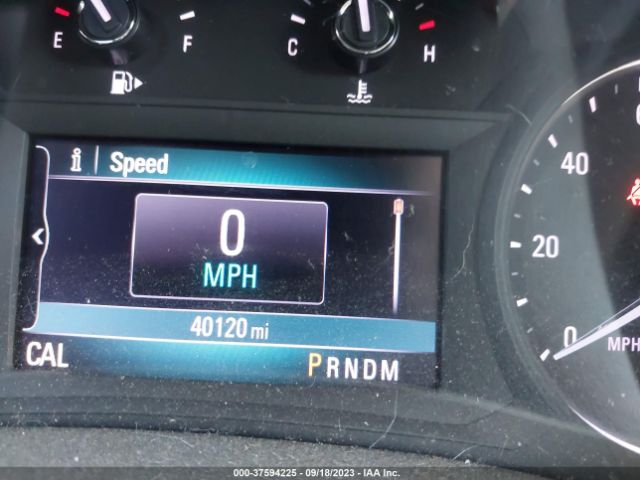 E F C H
i Speed
0
MPH
40120 mi
CAL PRNDM
40
20
0
MPH
000-37594225 - 09/18/2023 - IAA Inc.